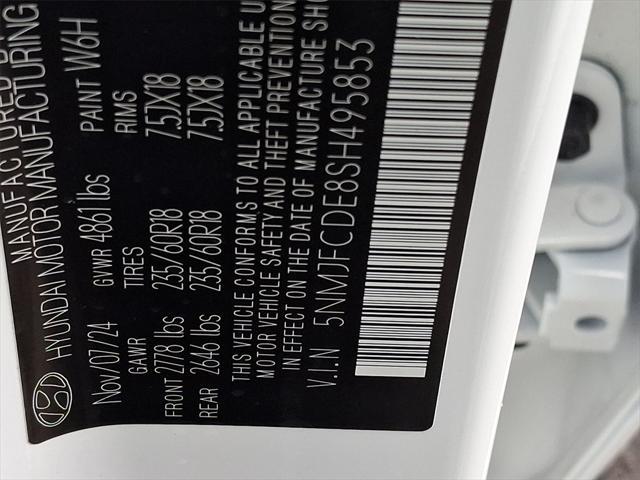 MANUFACTURED BY
HYUNDAI MOTOR MANUFACTURING
Nov/07/24 GVWR 4861 lbs PAINT W6H
GAWR TIRES RIMS
FRONT 2778 lbs 235/60R18 7.5JX18
REAR 2646 lbs 235/60R18 7.5JX18
THIS VEHICLE CONFORMS TO ALL APPLICABLE
MOTOR VEHICLE SAFETY AND THEFT PREVENTION
IN EFFECT ON THE DATE OF MANUFACTURE SH
V.I.N 5NMJFCDE8SH495853